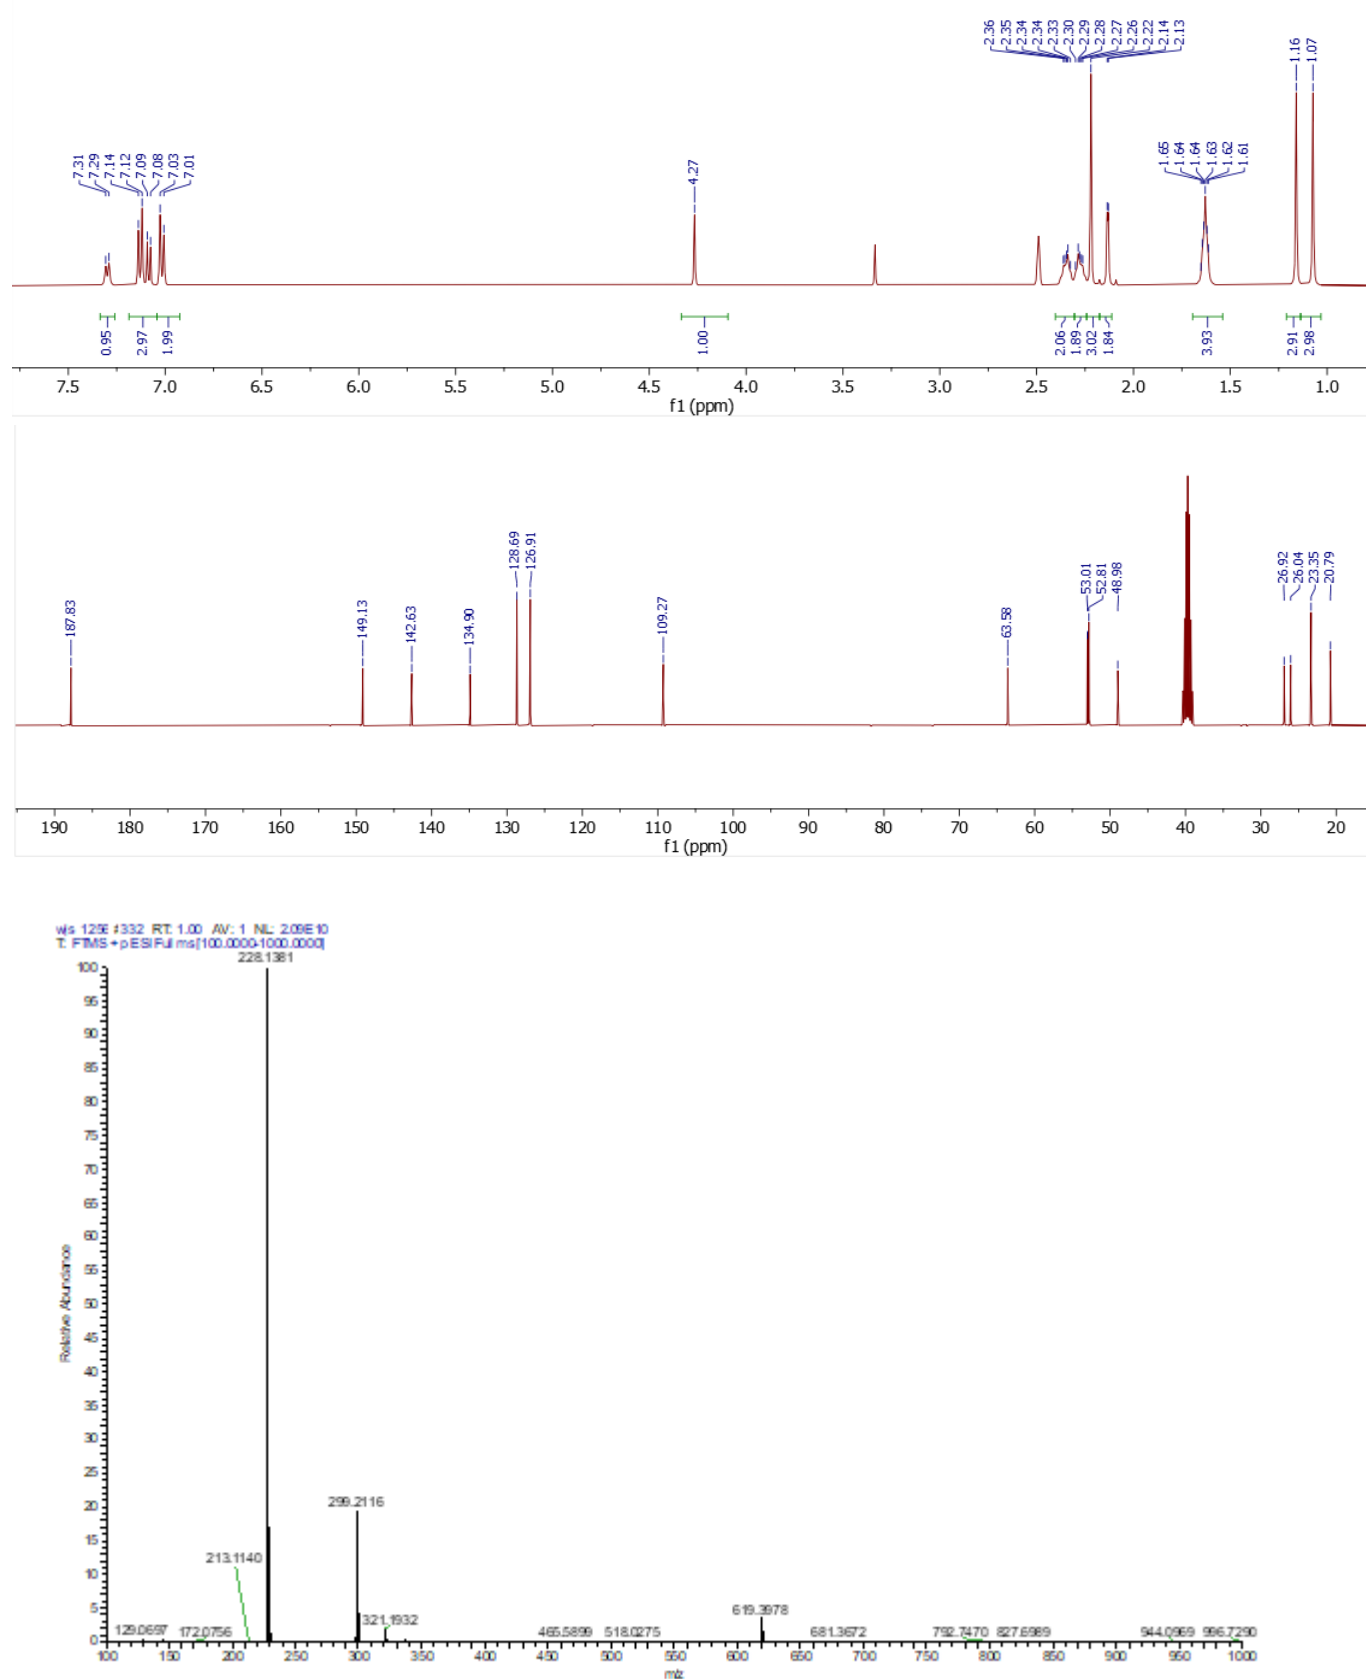 2.36 2.35 2.34 2.34 2.33 2.30 2.29 2.28 2.27 2.26 2.22 2.14 2.13
1.16 1.07
7.31 7.29 7.14 7.12 7.09 7.08 7.03 7.01
4.27
1.65 1.64 1.64 1.63 1.62 1.61
0.95 2.97 1.99 1.00 2.06 1.89 3.02 1.84 3.93 2.91 2.98
7.5 7.0 6.5 6.0 5.5 5.0 4.5 4.0 3.5 3.0 2.5 2.0 1.5 1.0
f1 (ppm)
187.83 149.13 142.63 134.90 128.69 126.91 109.27 63.58 53.01 52.81 48.98 26.92 26.04 23.35 20.79
190 180 170 160 150 140 130 120 110 100 90 80 70 60 50 40 30 20
f1 (ppm)
#332 RT: 1.00 AV: 1 NL: 2.09E10
T: FTMS + p ESI Full ms [100.0000-1000.0000]
228.1381
100
95
90
85
80
75
70
65
60
55
50
45
40
35
30
25
20
15
10
5
0
Relative Abundance
299.2116
213.1140
321.1932
619.3978
129.0697 172.0756 465.5899 518.0275 681.3672 792.7470 827.6989 944.0969 996.7290
100 150 200 250 300 350 400 450 500 550 600 650 700 750 800 850 900 950 1000
m/z